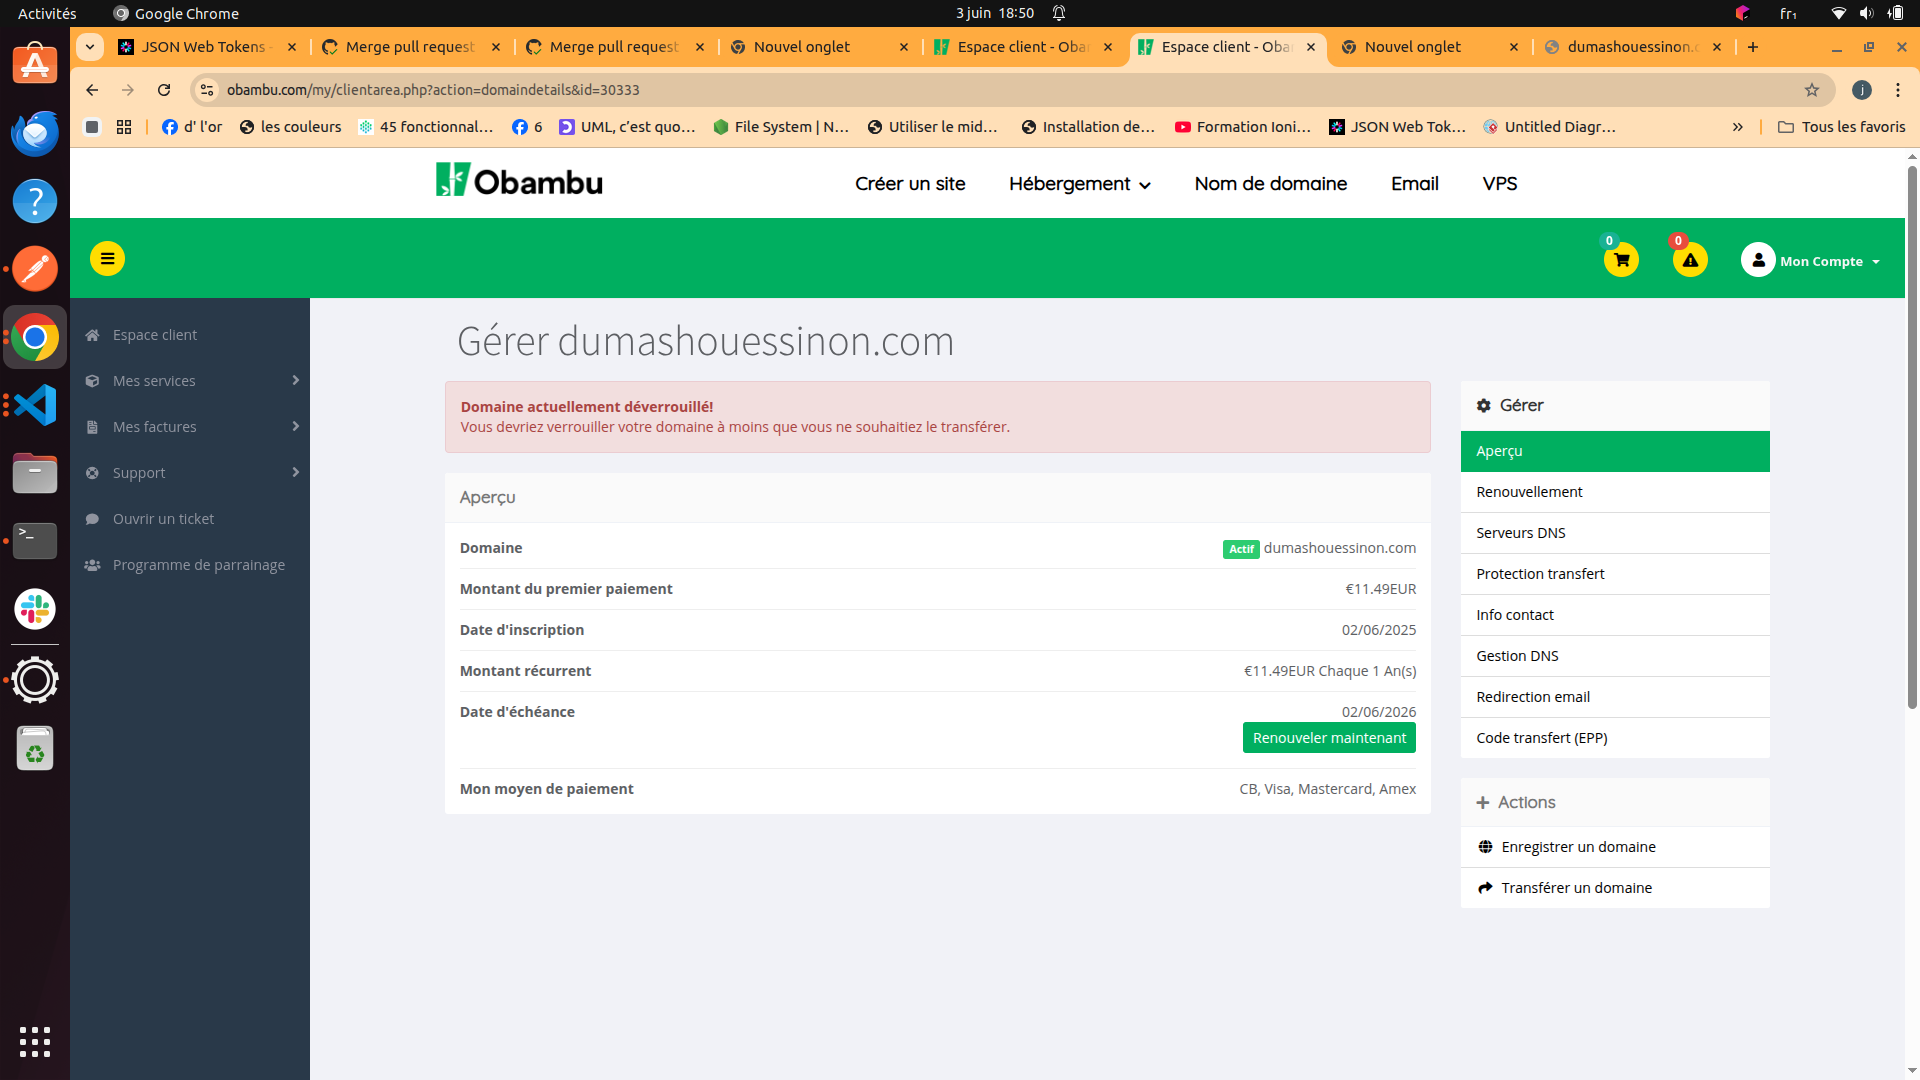 Activités
Google Chrome
3 juin 18:50
fr₁
JSON Web Tokens -
Merge pull request
Merge pull request
Nouvel onglet
Espace client - Oba
Espace client - Oba
Nouvel onglet
dumashouessinon.c
obambu.com/my/clientarea.php?action=domaindetails&id=30333
j
d' l'or
les couleurs
45 fonctionnal…
6
UML, c'est quo…
File System | N…
Utiliser le mid…
Installation de…
Formation Ioni…
JSON Web Tok…
Untitled Diagr…
Tous les favoris
Obambu
Créer un site
Hébergement
Nom de domaine
Email
VPS
0
0
Mon Compte
Espace client
Mes services
Mes factures
Support
Ouvrir un ticket
Programme de parrainage
Gérer dumashouessinon.com
Domaine actuellement déverrouillé!
Vous devriez verrouiller votre domaine à moins que vous ne souhaitiez le transférer.
Aperçu
Domaine
Actif dumashouessinon.com
Montant du premier paiement
€11.49EUR
Date d'inscription
02/06/2025
Montant récurrent
€11.49EUR Chaque 1 An(s)
Date d'échéance
02/06/2026
Renouveler maintenant
Mon moyen de paiement
CB, Visa, Mastercard, Amex
Gérer
Aperçu
Renouvellement
Serveurs DNS
Protection transfert
Info contact
Gestion DNS
Redirection email
Code transfert (EPP)
Actions
Enregistrer un domaine
Transférer un domaine